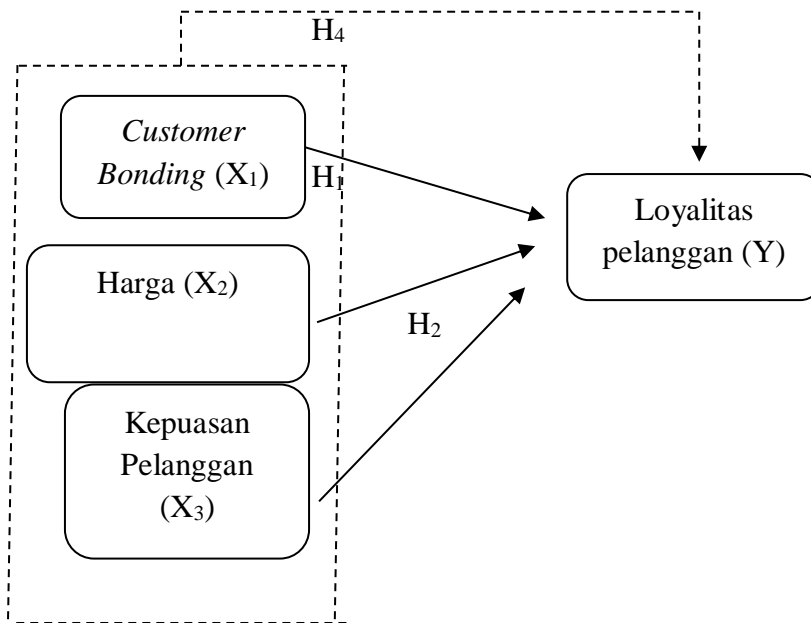 H₄
Customer
Bonding (X₁)
H₁
Harga (X₂)
H₂
Kepuasan
Pelanggan
(X₃)
Loyalitas
pelanggan (Y)